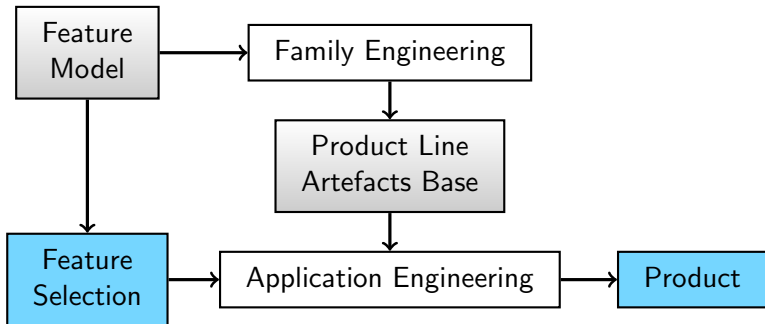 Feature
Model
Family Engineering
Product Line
Artefacts Base
Feature
Selection
Application Engineering
Product